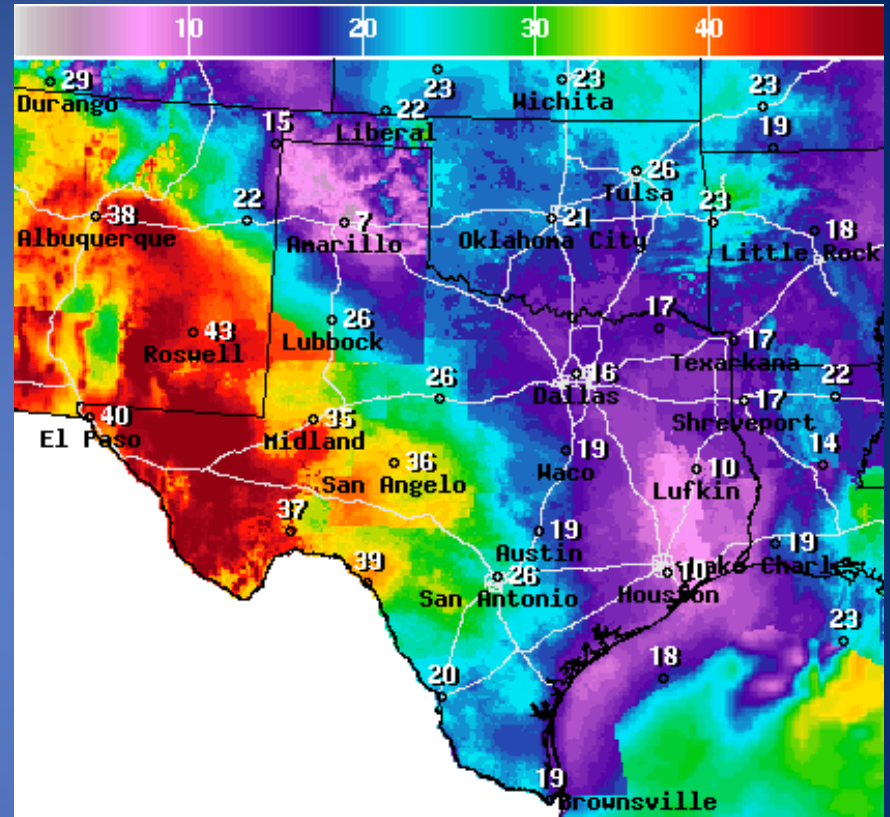 10 20 30 40
29 23 23 23
Durango Wichita
22
Liberal
15 19
26
Tulsa
38 22 7 21 23 18
Albuquerque Amarillo Oklahoma City Little Rock
43 26 17 17
Roswell Lubbock Texarkana
16
Dallas
26 17 22
Shreveport
40 35
El Paso Midland
36 19 10 14
San Angelo Waco Lufkin
37 19 19
Austin Lake Charl
39 26 10
San Antonio Houston
23
20 18
19
Brownsville